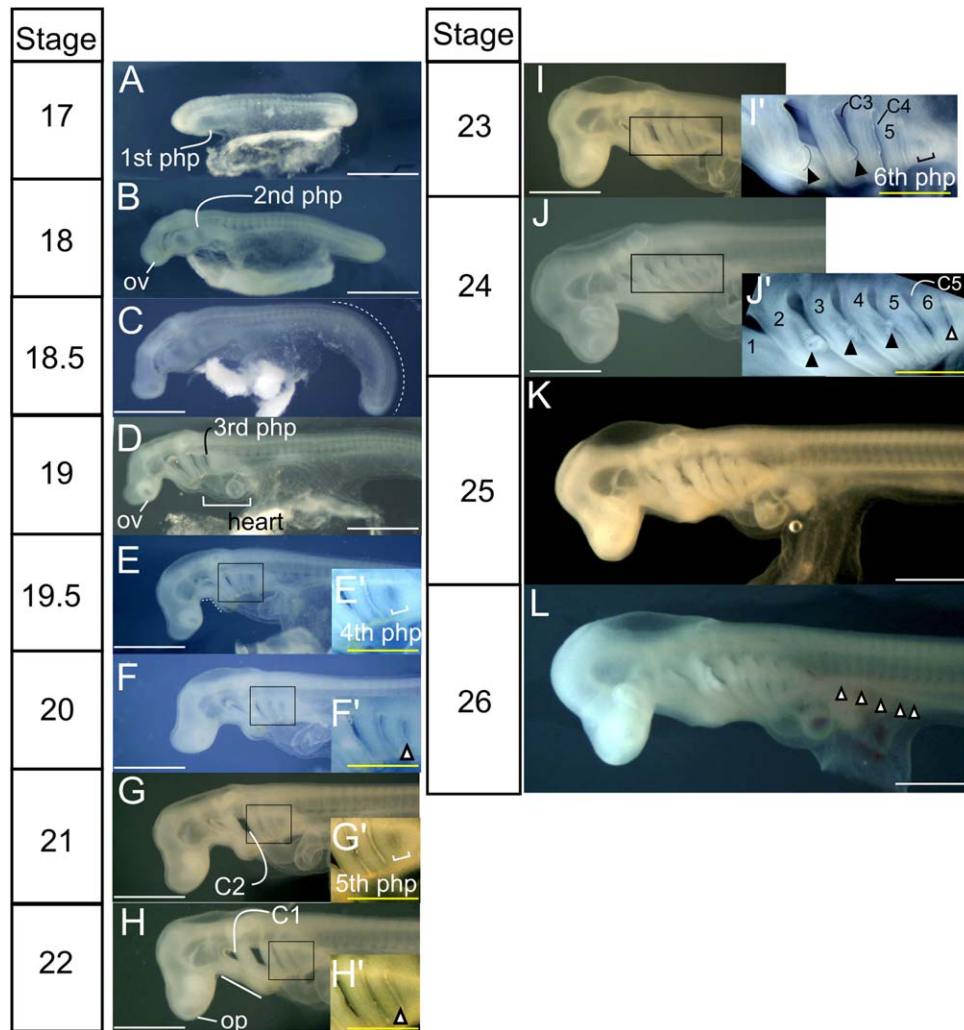 Stage
17
A
1st php
18
B
2nd php
ov
18.5
C
19
D
3rd php
ov
heart
19.5
E
E'
4th php
20
F
F'
21
G
C2
G'
5th php
22
H
C1
op
H'
Stage
23
I
I'
C3
C4
5
6th php
24
J
J'
1
2
3
4
5
6
C5
25
K
26
L